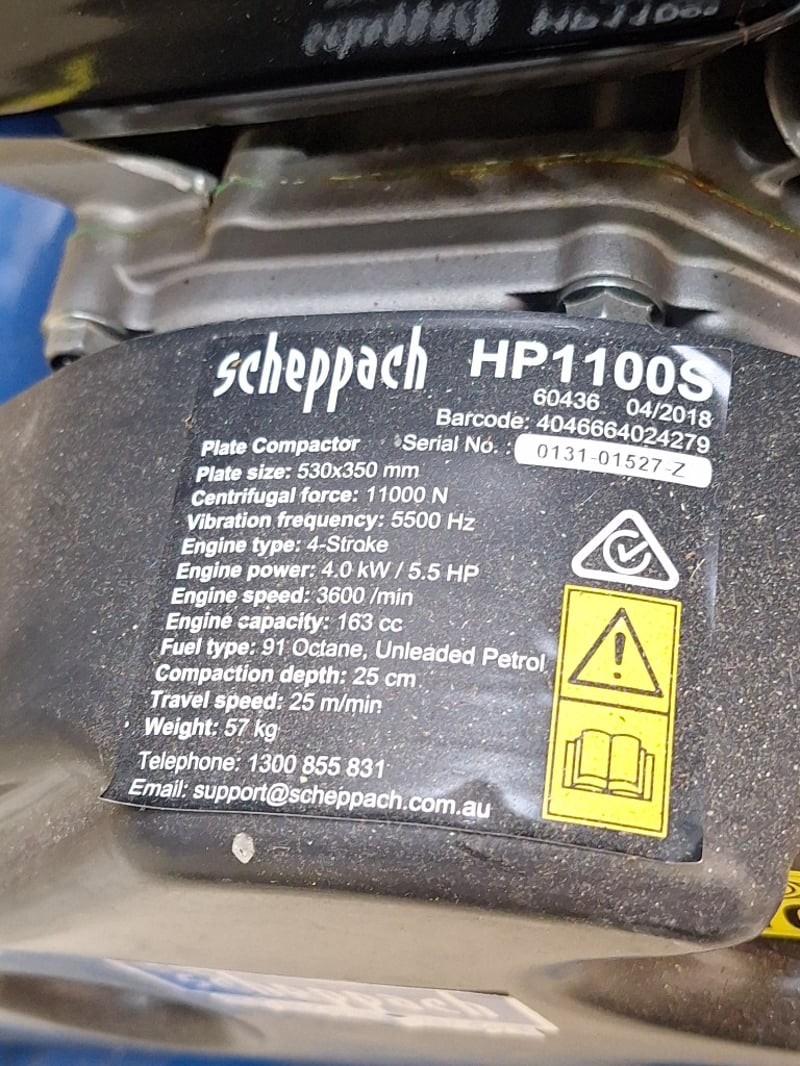 scheppach HP1100S
60436 04/2018
Barcode: 4046664024279
Plate Compactor Serial No. : 0131-01527-Z
Plate size: 530x350 mm
Centrifugal force: 11000 N
Vibration frequency: 5500 Hz
Engine type: 4-Stroke
Engine power: 4.0 kW / 5.5 HP
Engine speed: 3600 /min
Engine capacity: 163 cc
Fuel type: 91 Octane, Unleaded Petrol
Compaction depth: 25 cm
Travel speed: 25 m/min
Weight: 57 kg
Telephone: 1300 855 831
Email: support@scheppach.com.au
scheppach